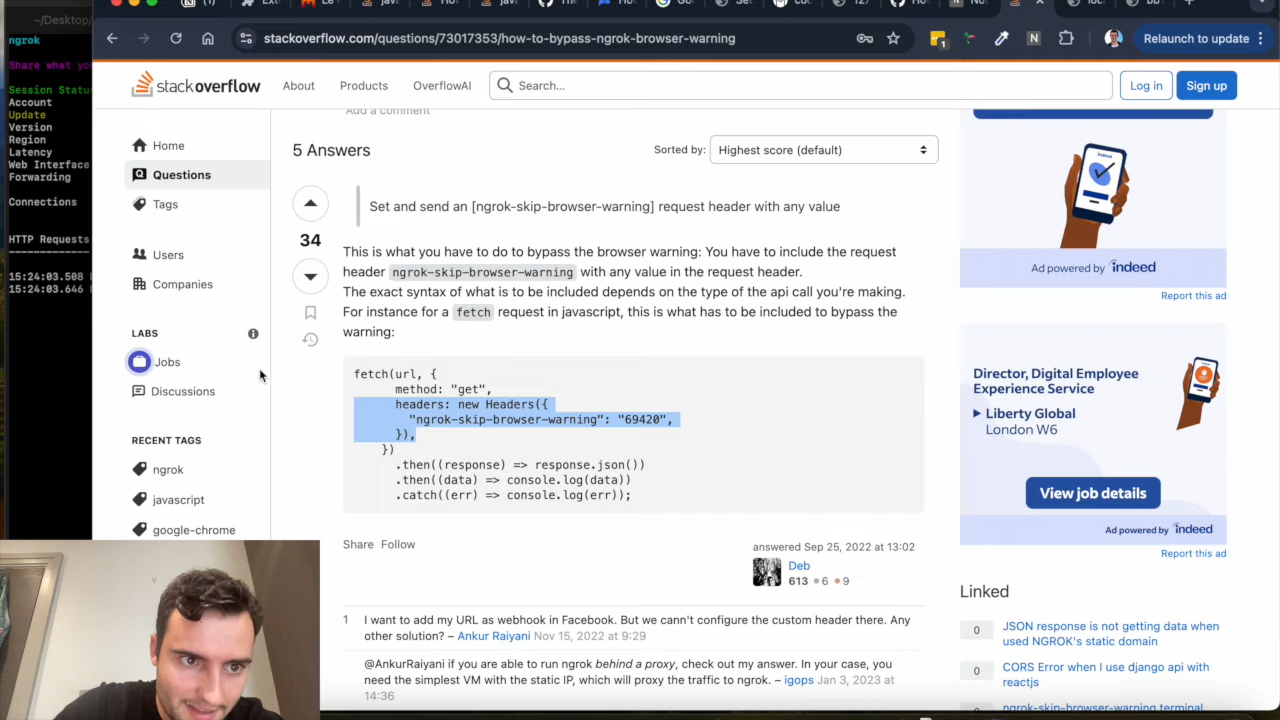 ~/Desktop/
ngrok
Share what you
Session Statu
Account
Update
Version
Region
Latency
Web Interface
Forwarding
Connections
HTTP Requests
15:24:03.508
15:24:03.646
stackoverflow.com/questions/73017353/how-to-bypass-ngrok-browser-warning
1
N
Relaunch to update
stackoverflow
About
Products
OverflowAI
Search...
Log in
Sign up
Home
Questions
Tags
Users
Companies
LABS
Jobs
Discussions
RECENT TAGS
ngrok
javascript
google-chrome
Add a comment
5 Answers
Sorted by:
Highest score (default)
34
Set and send an [ngrok-skip-browser-warning] request header with any value
This is what you have to do to bypass the browser warning: You have to include the request
header ngrok-skip-browser-warning with any value in the request header.
The exact syntax of what is to be included depends on the type of the api call you're making.
For instance for a fetch request in javascript, this is what has to be included to bypass the
warning:
fetch(url, {
method: "get",
headers: new Headers({
"ngrok-skip-browser-warning": "69420",
}),
})
.then((response) => response.json())
.then((data) => console.log(data))
.catch((err) => console.log(err));
Share Follow
answered Sep 25, 2022 at 13:02
Deb
613 6 9
1
I want to add my URL as webhook in Facebook. But we cann't configure the custom header there. Any
other solution? – Ankur Raiyani Nov 15, 2022 at 9:29
@AnkurRaiyani if you are able to run ngrok behind a proxy, check out my answer. In your case, you
need the simplest VM with the static IP, which will proxy the traffic to ngrok. – igops Jan 3, 2023 at
14:36
Ad powered by indeed
Report this ad
Director, Digital Employee
Experience Service
Liberty Global
London W6
View job details
Ad powered by indeed
Report this ad
Linked
0
JSON response is not getting data when
used NGROK's static domain
0
CORS Error when I use django api with
reactjs
ngrok-skip-browser-warning terminal